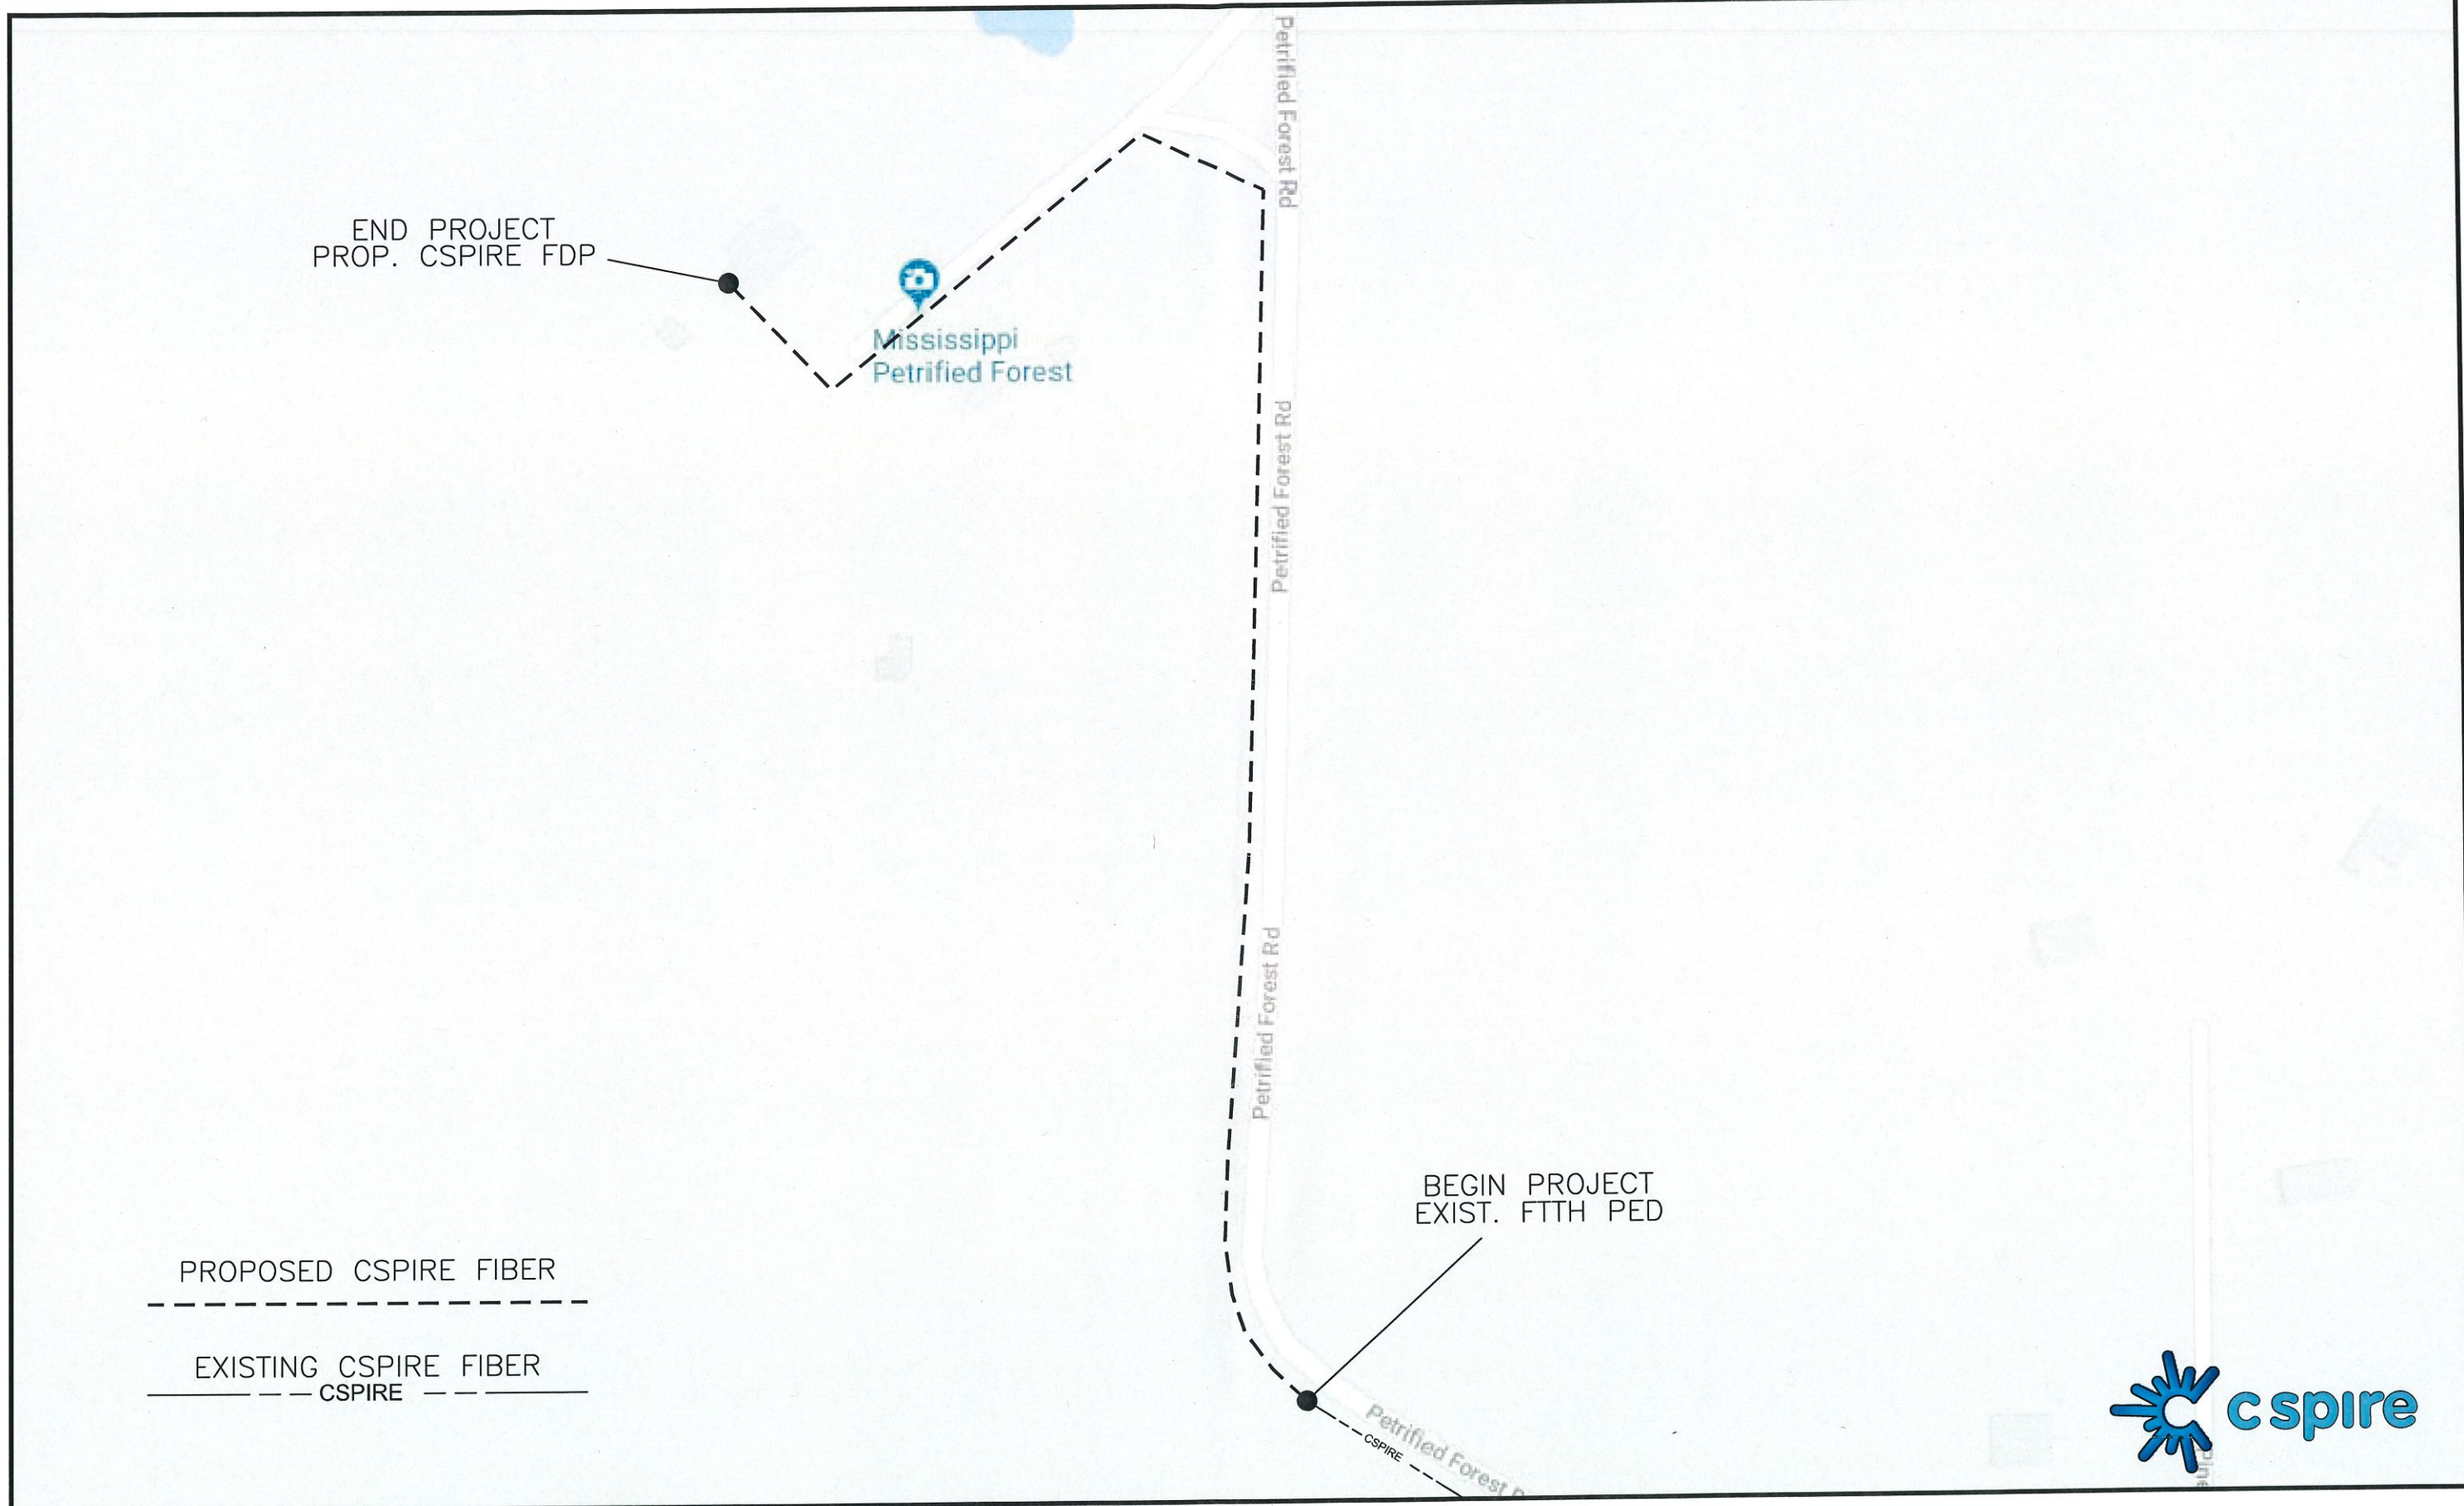 Petrified Forest Rd
END PROJECT
PROP. CSPIRE FDP
Mississippi
Petrified Forest
Petrified Forest Rd
Petrified Forest Rd
BEGIN PROJECT
EXIST. FTTH PED
PROPOSED CSPIRE FIBER
EXISTING CSPIRE FIBER
CSPIRE
Petrified Forest
CSPIRE
c spire